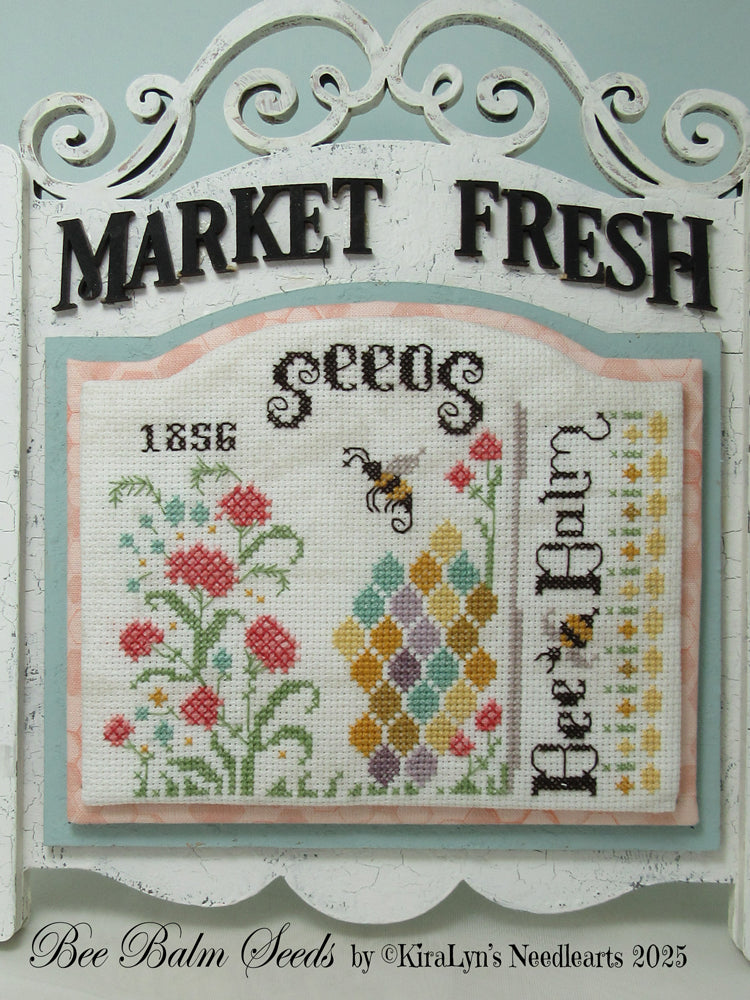 MARKET FRESH
SEEDS
1856
Bee Balm
Bee Balm Seeds by ©KiraLyn's Needlearts 2025